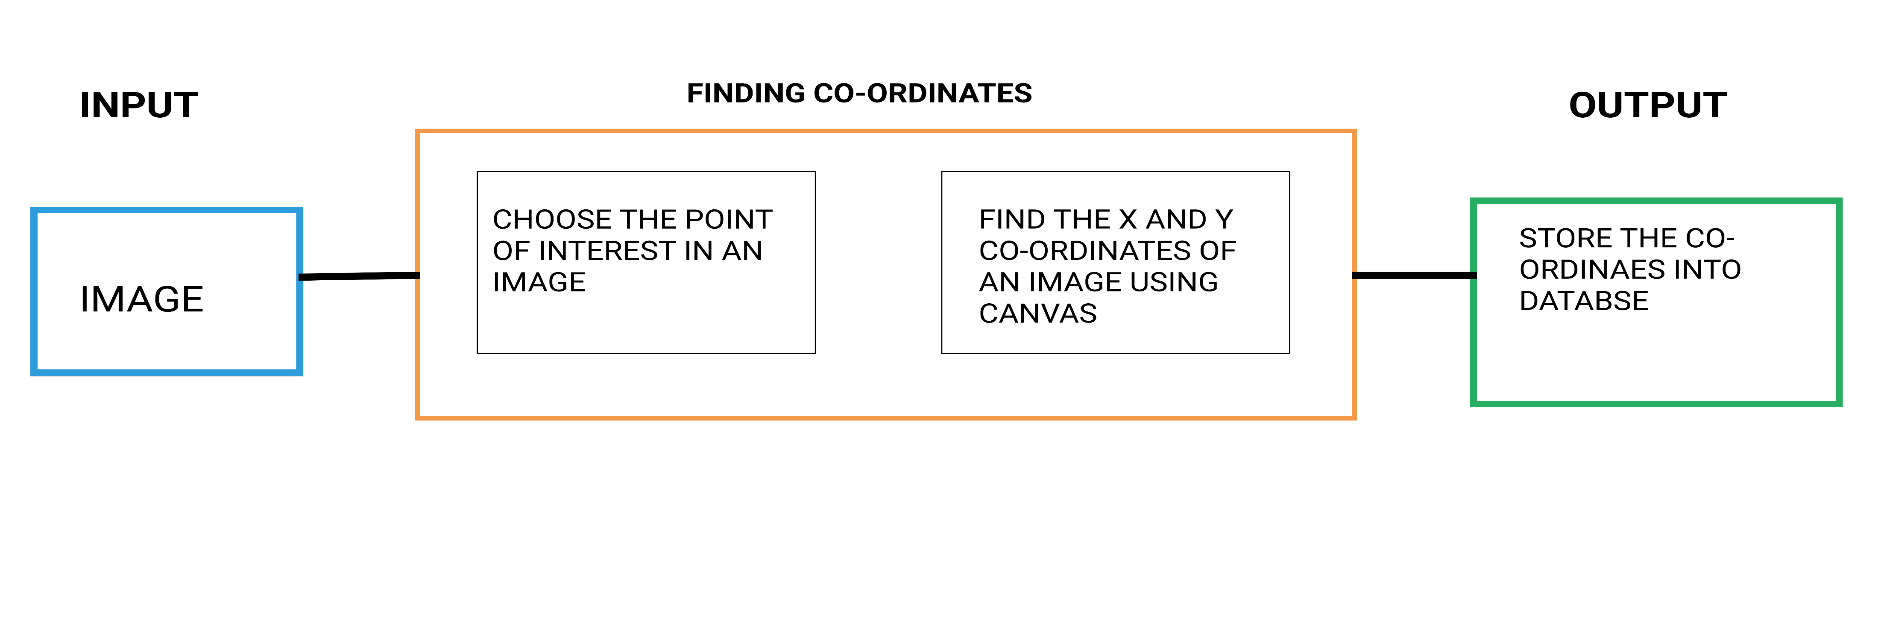 INPUT
FINDING CO-ORDINATES
OUTPUT
IMAGE
CHOOSE THE POINT
OF INTEREST IN AN
IMAGE
FIND THE X AND Y
CO-ORDINATES OF
AN IMAGE USING
CANVAS
STORE THE CO-
ORDINAES INTO
DATABSE